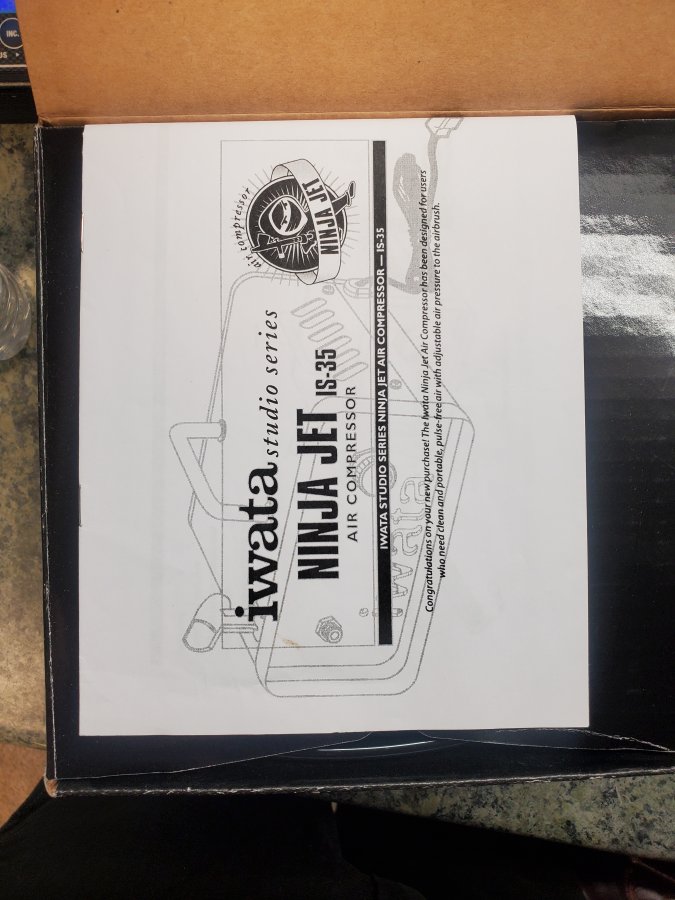 INC.
US
iwata studio series
NINJA JET IS-35
AIR COMPRESSOR
air compressor
NINJA JET
IWATA STUDIO SERIES NINJA JET AIR COMPRESSOR — IS-35
iwata
Congratulations on your new purchase! The Iwata Ninja Jet Air Compressor has been designed for users
who need clean and portable, pulse-free air with adjustable air pressure to the airbrush.